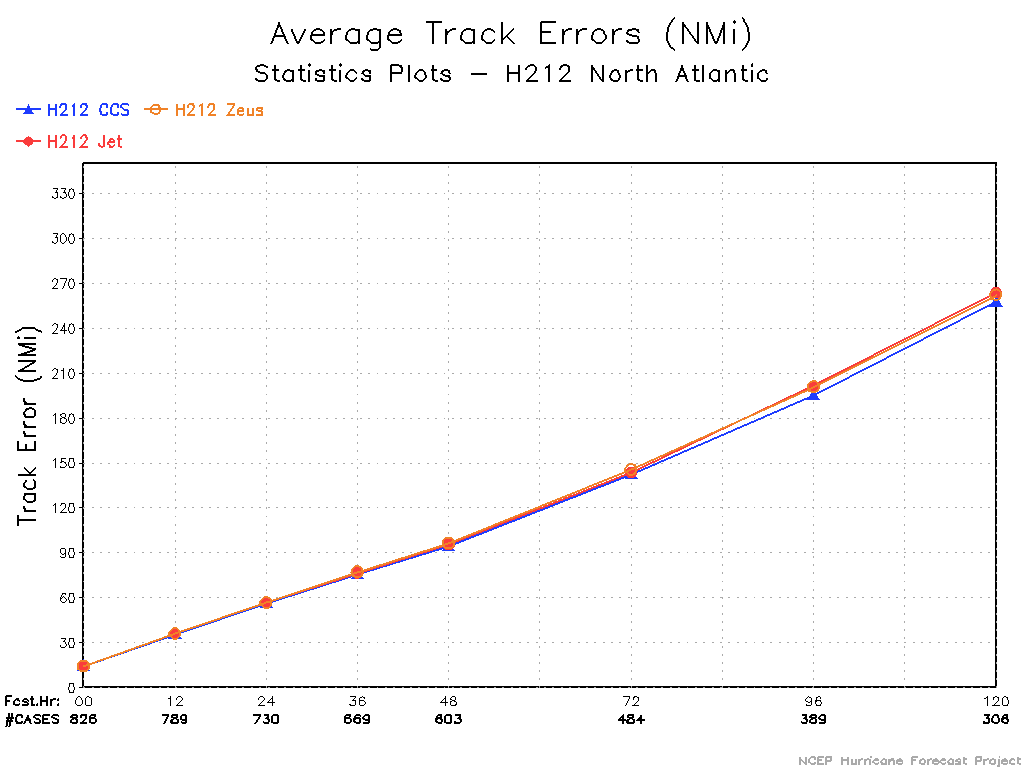 Average Track Errors (NMi)
Statistics Plots – H212 North Atlantic
H212 CCS H212 Zeus
H212 Jet
330
300
270
240
210
180
150
120
90
60
30
0
Track Error (NMi)
Fcst.Hr: 00 12 24 36 48 72 96 120
#CASES 826 789 730 669 603 484 389 306
NCEP Hurricane Forecast Project